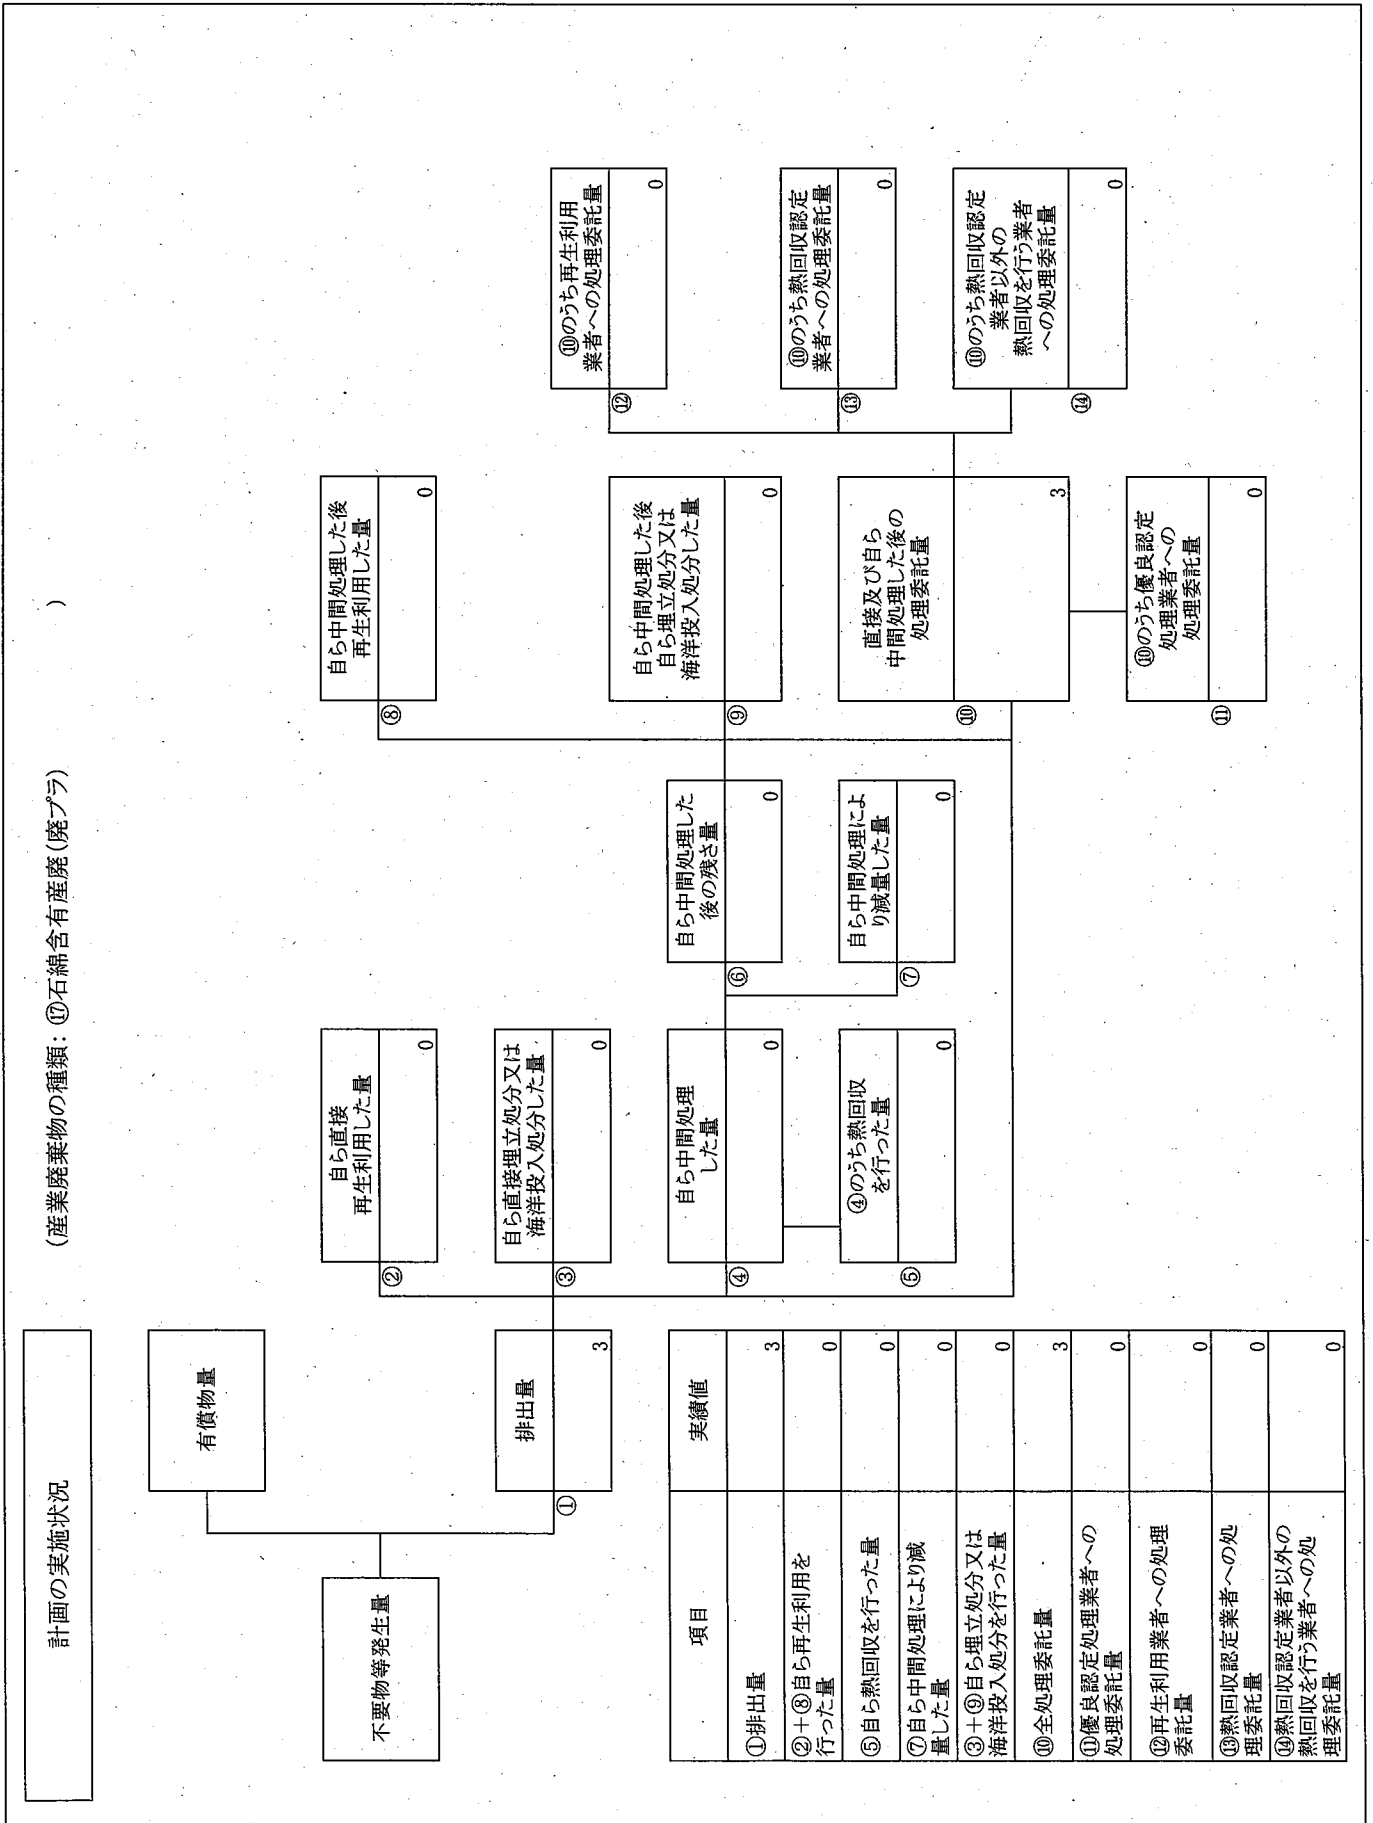 計画の実施状況
(産業廃棄物の種類: ⑰石綿含有産廃(廃プラ)
)
不要物等発生量
有償物量
①
排出量
3
②
自ら直接
再生利用した量
0
③
自ら直接埋立処分又は
海洋投入処分した量
0
④
自ら中間処理
した量
0
⑤
④のうち熱回収
を行った量
0
⑥
自ら中間処理した
後の残さ量
0
⑦
自ら中間処理によ
り減量した量
0
⑧
自ら中間処理した後
再生利用した量
0
⑨
自ら中間処理した後
自ら埋立処分又は
海洋投入処分した量
0
⑩
直接及び自ら
中間処理した後の
処理委託量
3
⑪
⑩のうち優良認定
処理業者への
処理委託量
0
⑫
⑩のうち再生利用
業者への処理委託量
0
⑬
⑩のうち熱回収認定
業者への処理委託量
0
⑭
⑩のうち熱回収認定
業者以外の
熱回収を行う業者
への処理委託量
0
項目 実績値
①排出量 3
②+⑧自ら再生利用を
行った量 0
⑤自ら熱回収を行った量 0
⑦自ら中間処理により減
量した量 0
③+⑨自ら埋立処分又は
海洋投入処分を行った量 0
⑩全処理委託量 3
⑪優良認定処理業者への
処理委託量 0
⑫再生利用業者への処理
委託量 0
⑬熱回収認定業者への処
理委託量 0
⑭熱回収認定業者以外の
熱回収を行う業者への処
理委託量 0